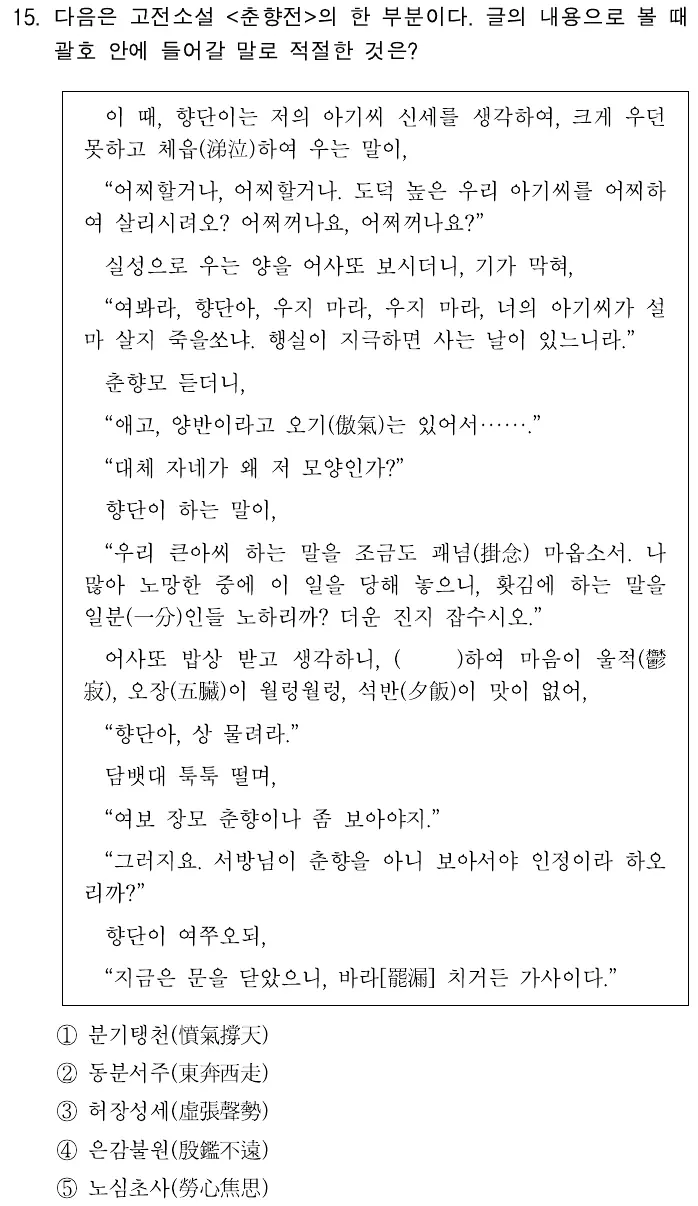 15. 다음은 고전소설 <춘향전>의 한 부분이다. 글의 내용으로 볼 때
괄호 안에 들어갈 말로 적절한 것은?
이 때, 향단이는 저의 아기씨 신세를 생각하여, 크게 우던
못하고 체읍(涕泣)하여 우는 말이,
“어찌할거나, 어찌할거나. 도덕 높은 우리 아기씨를 어찌하
여 살리시려오? 어쩌꺼나요, 어쩌꺼나요?”
실성으로 우는 양을 어사또 보시더니, 기가 막혀,
“여봐라, 향단아, 우지 마라, 우지 마라, 너의 아기씨가 설
마 살지 죽을쏘냐. 행실이 지극하면 사는 날이 있느니라.”
춘향모 듣더니,
“애고, 양반이라고 오기(傲氣)는 있어서…….”
“대체 자네가 왜 저 모양인가?”
향단이 하는 말이,
“우리 큰아씨 하는 말을 조금도 괘념(掛念) 마옵소서. 나
많아 노망한 중에 이 일을 당해 놓으니, 홧김에 하는 말을
일분(一分)인들 노하리까? 더운 진지 잡수시오.”
어사또 밥상 받고 생각하니, (    )하여 마음이 울적(鬱
寂), 오장(五臟)이 월렁월렁, 석반(夕飯)이 맛이 없어,
“향단아, 상 물려라.”
담뱃대 툭툭 떨며,
“여보 장모 춘향이나 좀 보아야지.”
“그러지요. 서방님이 춘향을 아니 보아서야 인정이라 하오
리까?”
향단이 여쭈오되,
“지금은 문을 닫았으니, 바라[罷漏] 치거든 가사이다.”
① 분기탱천(憤氣撐天)
② 동분서주(東奔西走)
③ 허장성세(虛張聲勢)
④ 은감불원(殷鑑不遠)
⑤ 노심초사(勞心焦思)